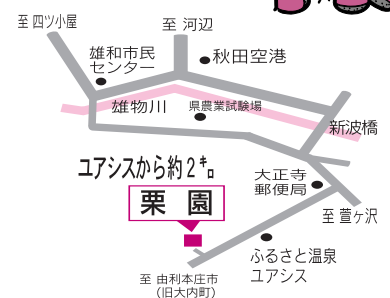 至 四ツ小屋
至 河辺
雄和市民
センター
秋田空港
雄物川
県農業試験場
新波橋
ユアシスから約2㌔
大正寺
郵便局
栗 園
至 萱ヶ沢
ふるさと温泉
ユアシス
至 由利本荘市
(旧大内町)